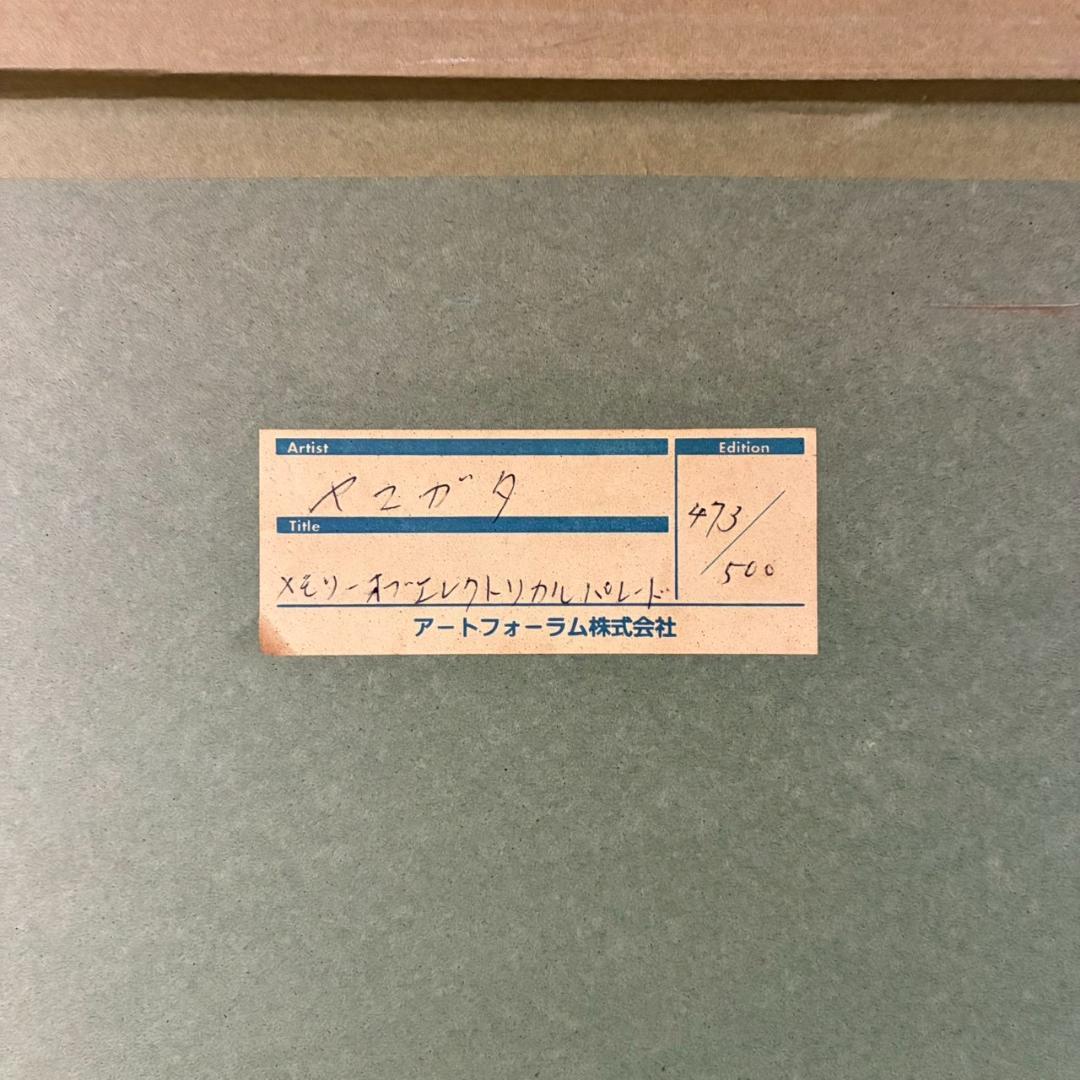 Artist
Edition
ヤマガタ
473/500
Title
メモリーオブエレクトリカルパレード
アートフォーラム株式会社